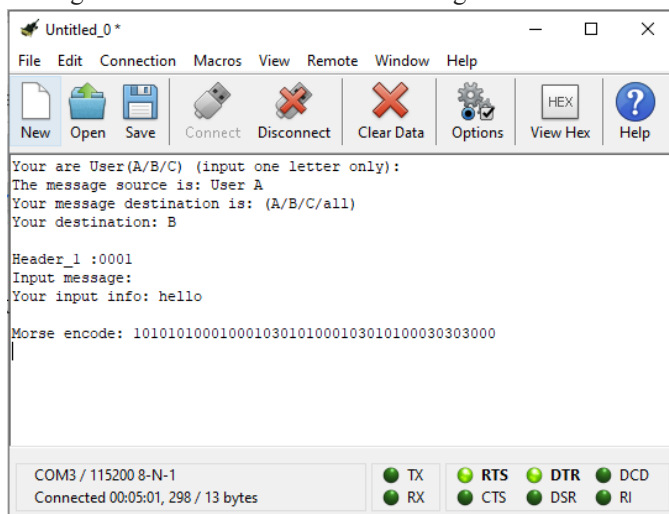 Untitled_0 *
File Edit Connection Macros View Remote Window Help
New Open Save Connect Disconnect Clear Data Options HEX View Hex ? Help
Your are User(A/B/C) (input one letter only):
The message source is: User A
Your message destination is: (A/B/C/all)
Your destination: B
Header_1 :0001
Input message:
Your input info: hello
Morse encode: 101010100010001030101000103010100030303000
COM3 / 115200 8-N-1
Connected 00:05:01, 298 / 13 bytes
TX RTS DTR DCD
RX CTS DSR RI